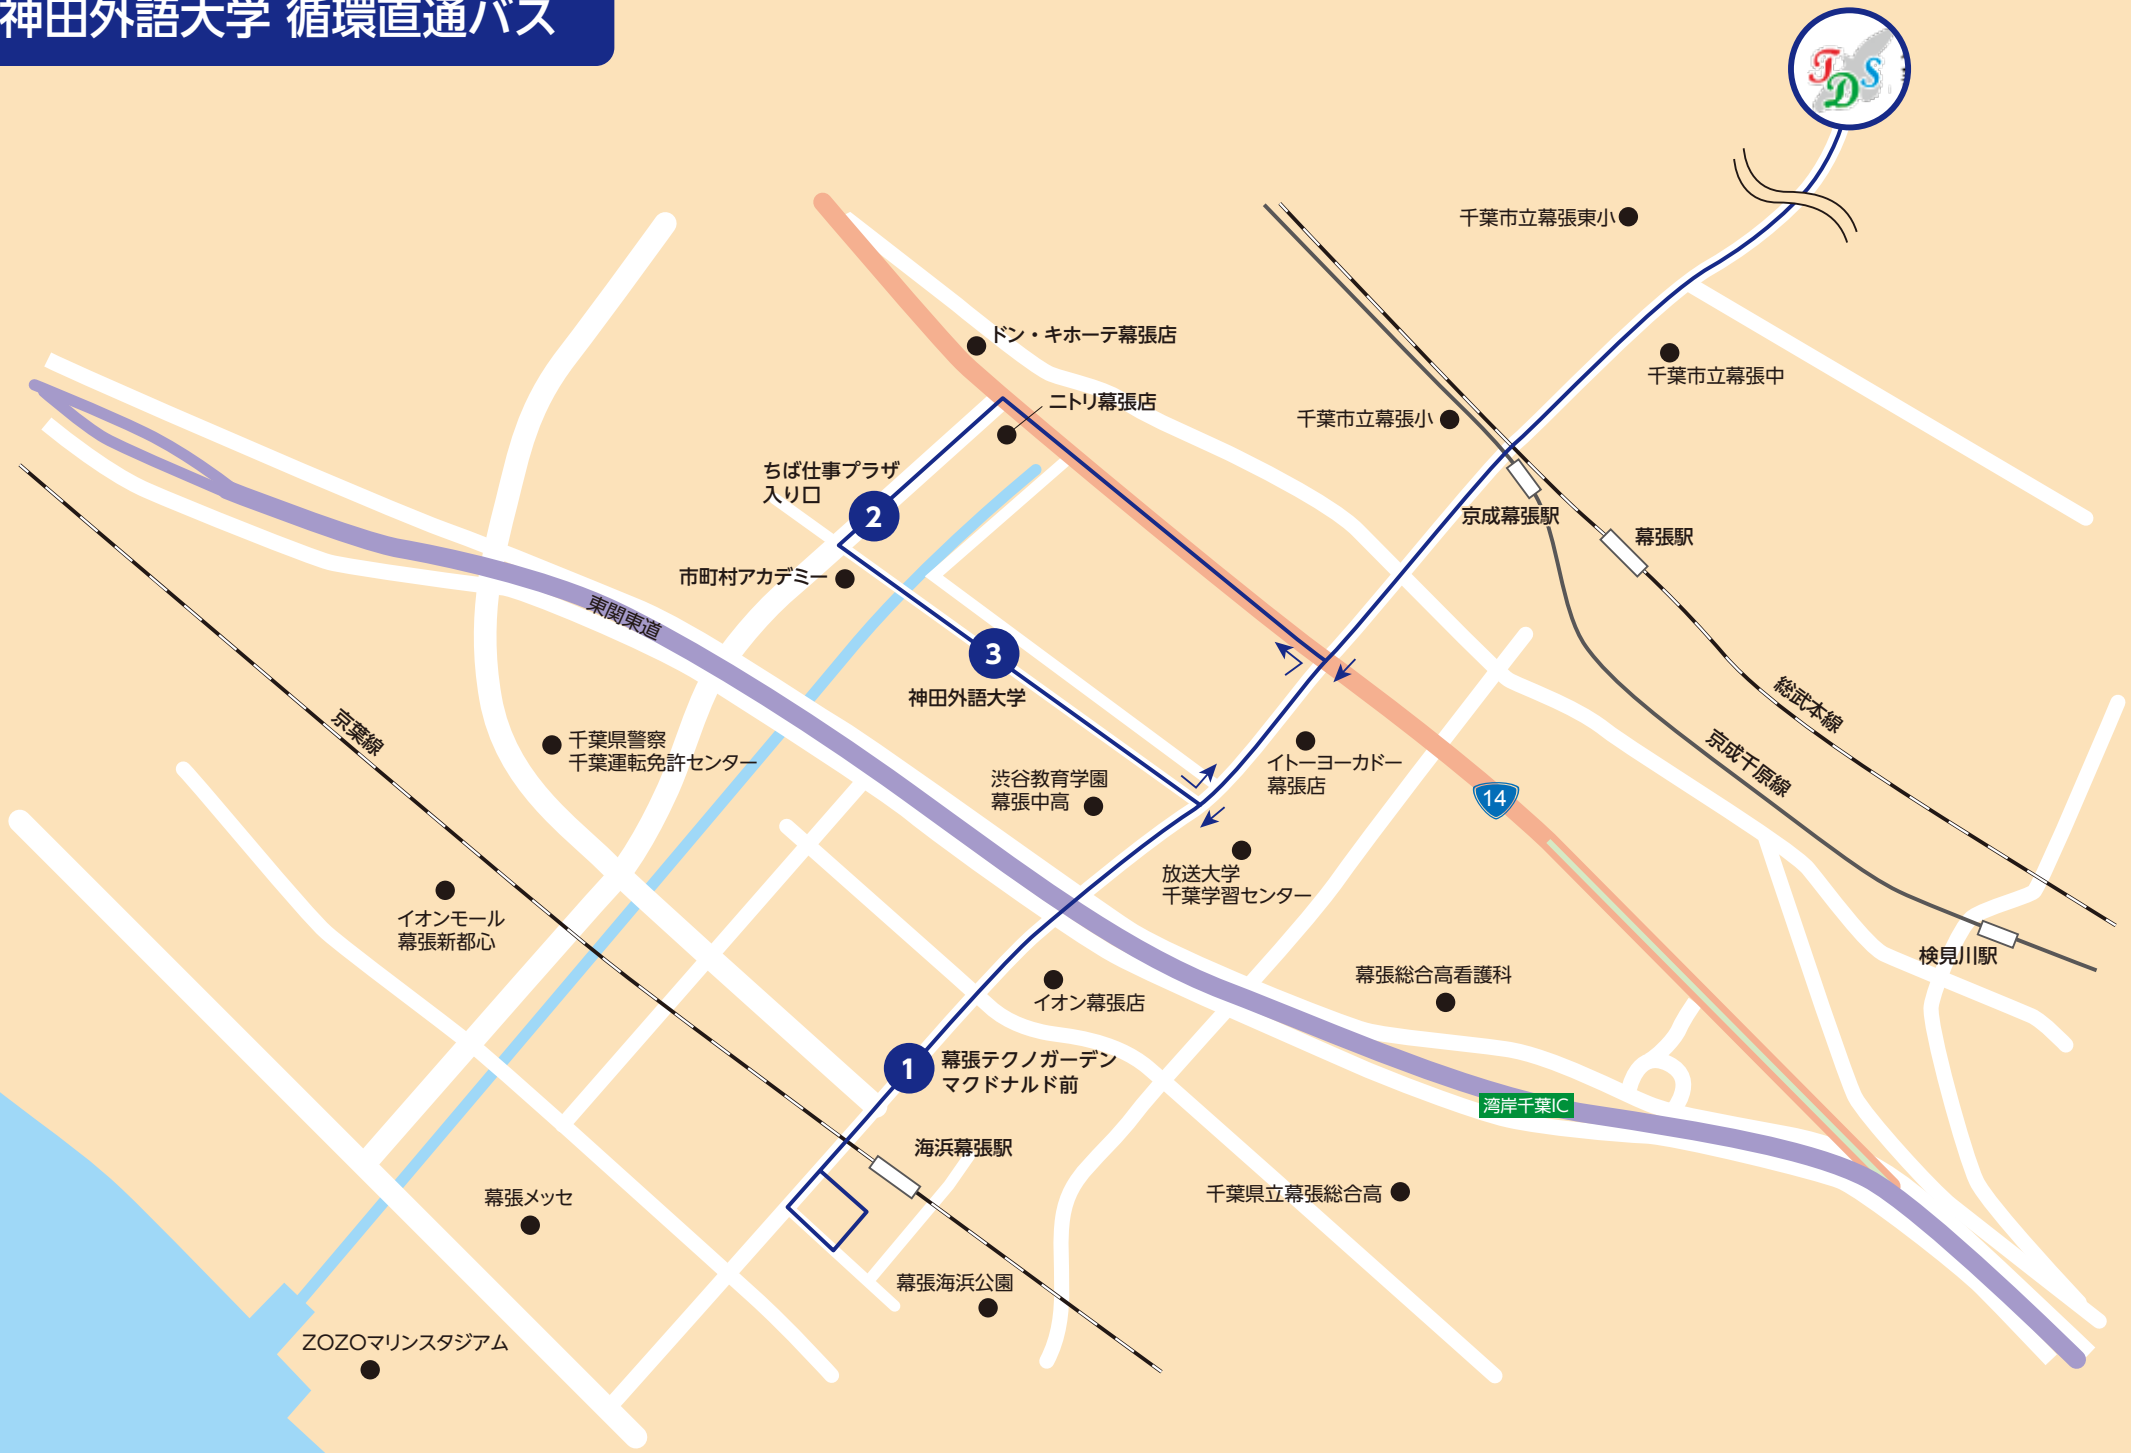 神田外語大学 循環直通バス
TDS
千葉市立幕張東小
ドン・キホーテ幕張店
千葉市立幕張中
ニトリ幕張店
千葉市立幕張小
ちば仕事プラザ
入り口
2
京成幕張駅
幕張駅
市町村アカデミー
東関東道
3
神田外語大学
総武本線
京葉線
千葉県警察
千葉運転免許センター
京成千原線
渋谷教育学園
幕張中高
イトーヨーカドー
幕張店
14
放送大学
千葉学習センター
イオンモール
幕張新都心
検見川駅
幕張総合高看護科
イオン幕張店
1
幕張テクノガーデン
マクドナルド前
湾岸千葉IC
海浜幕張駅
幕張メッセ
千葉県立幕張総合高
幕張海浜公園
ZOZOマリンスタジアム